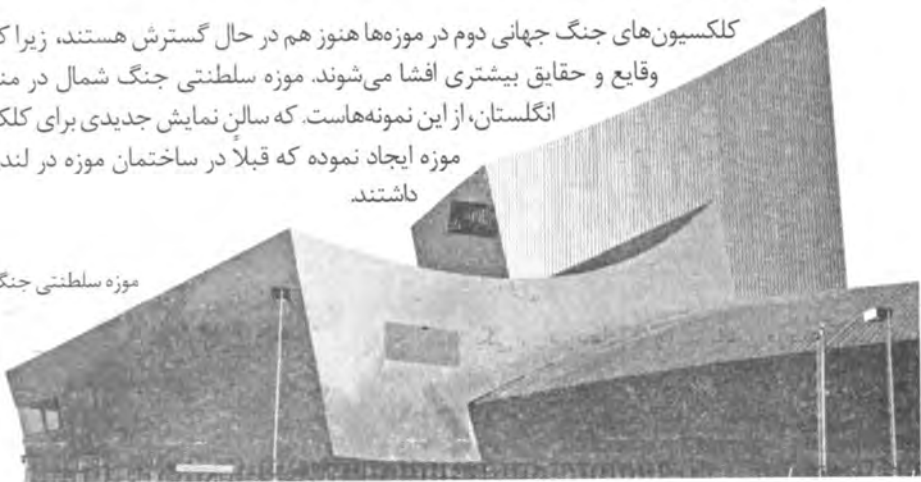 کلکسیون‌های جنگ جهانی دوم در موزه‌ها هنوز هم در حال گسترش هستند، زیرا
وقایع و حقایق بیشتری افشا می‌شوند. موزه سلطنتی جنگ شمال در
انگلستان، از این نمونه‌هاست. که سالن نمایش جدیدی برای
موزه ایجاد نموده که قبلاً در ساختمان موزه در
داشتند.
موزه سلطنتی جنگ